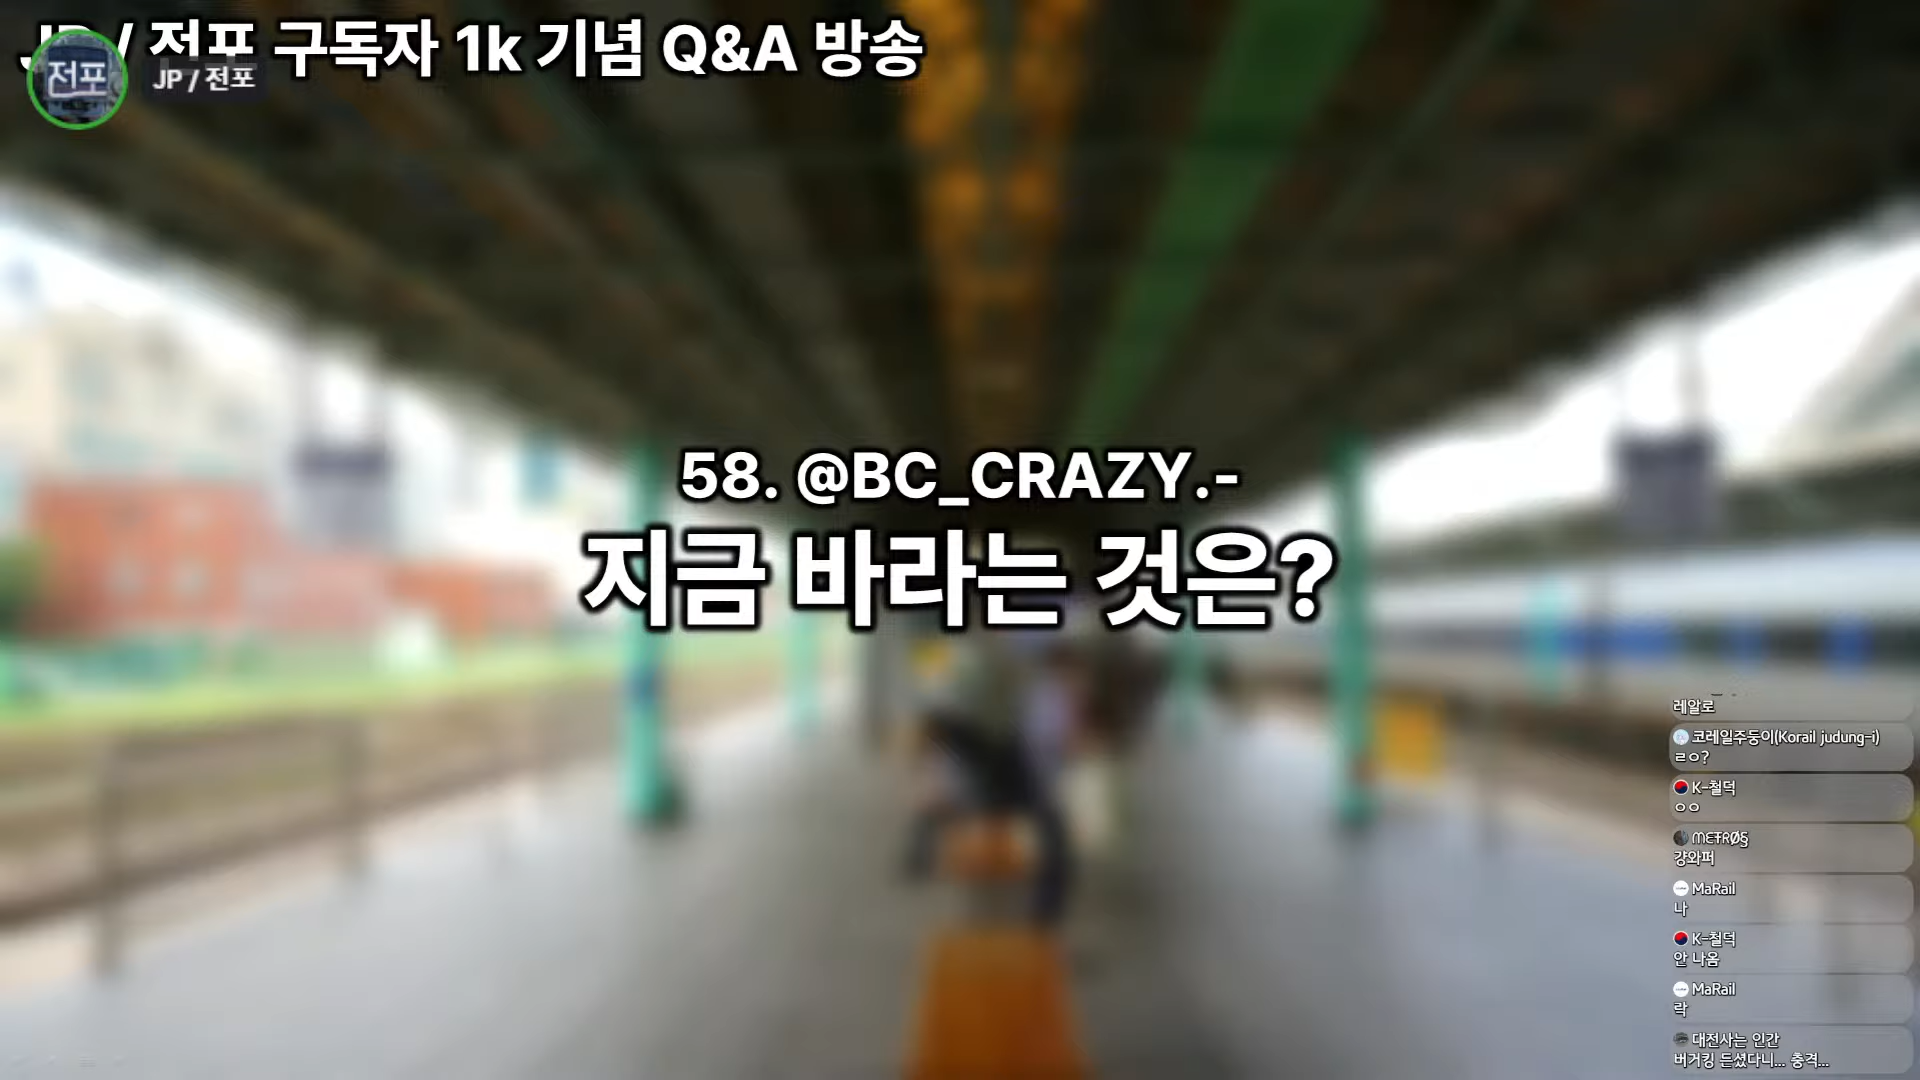 JP / 전포 구독자 1k 기념 Q&A 방송
전포
JP / 전포
58. @BC_CRAZY.-
지금 바라는 것은?
레알로
코레일주둥이(Korail judung-i)
ㄹㅇ?
K-철덕
ㅇㅇ
ᗰ∈ŦRØ§
걍와퍼
MaRail
나
K-철덕
안 나옴
MaRail
락
대전사는 인간
버거킹 듣셨다니... 충격...